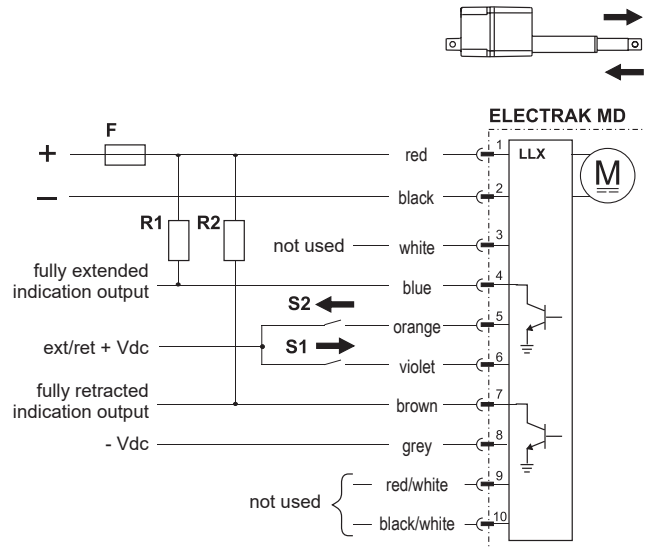 ELECTRAK MD
F
+
1
LLX
red
M
−
2
black
R1
R2
3
not used
white
fully extended
indication output
4
blue
S2
5
orange
ext/ret + Vdc
S1
6
violet
fully retracted
indication output
7
brown
- Vdc
8
grey
9
red/white
not used
10
black/white